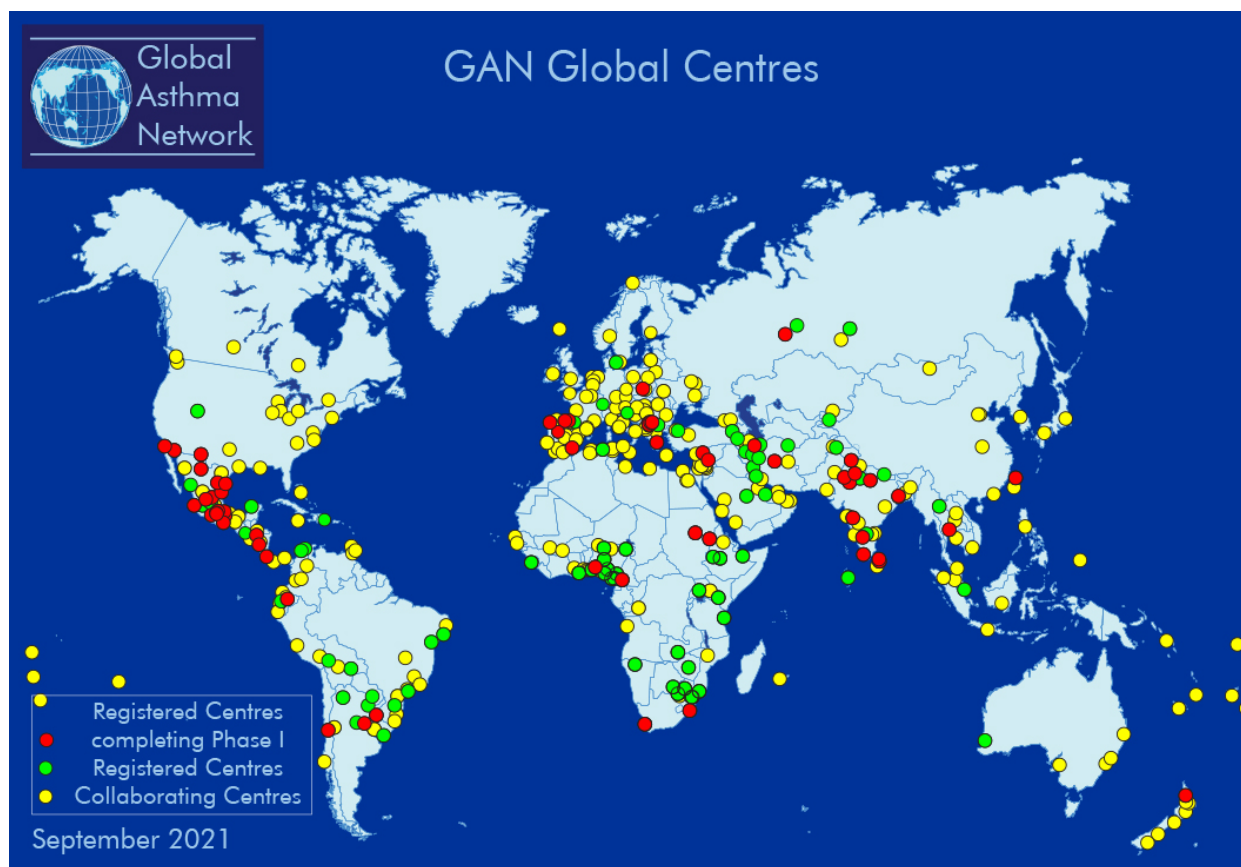 Global
Asthma
Network
GAN Global Centres
Registered Centres
completing Phase I
Registered Centres
Collaborating Centres
September 2021